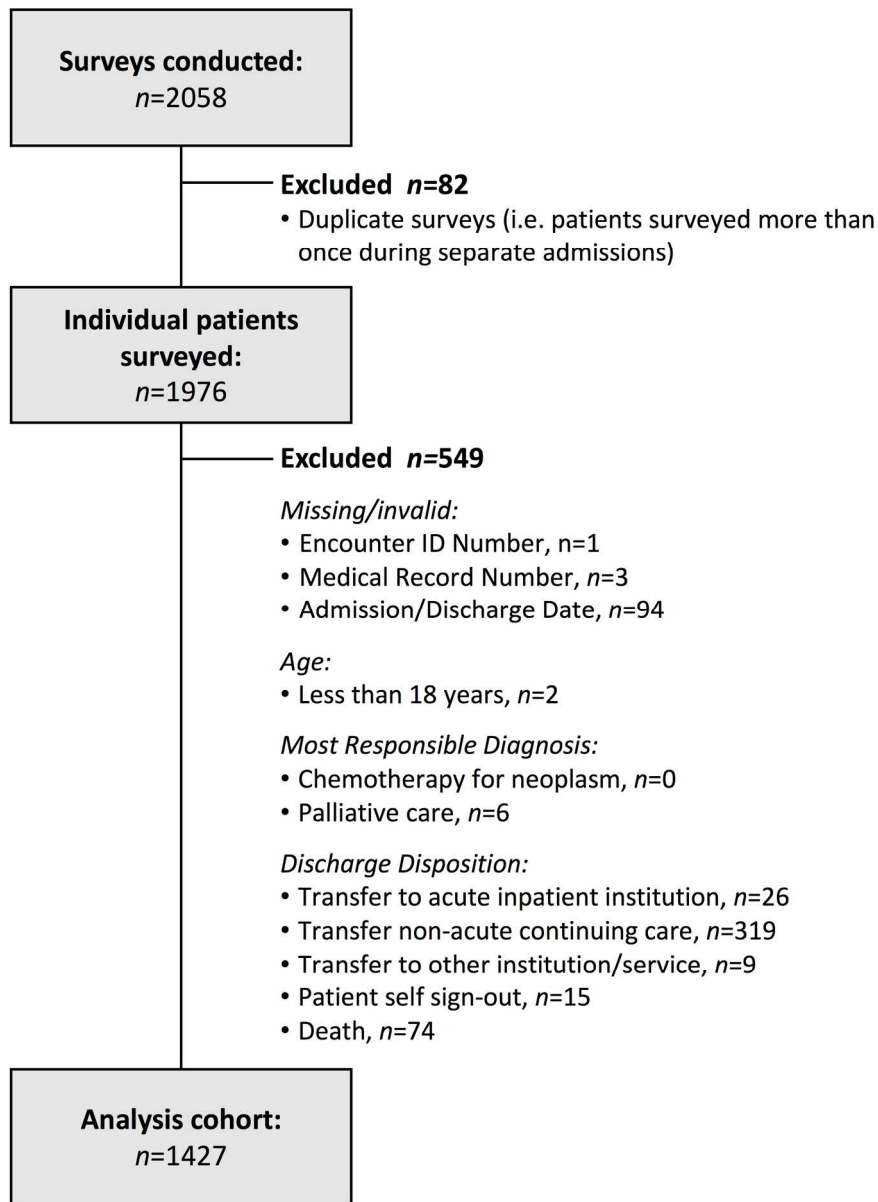 Surveys conducted:
n=2058
Excluded n=82
• Duplicate surveys (i.e. patients surveyed more than
once during separate admissions)
Individual patients
surveyed:
n=1976
Excluded n=549
Missing/invalid:
• Encounter ID Number, n=1
• Medical Record Number, n=3
• Admission/Discharge Date, n=94
Age:
• Less than 18 years, n=2
Most Responsible Diagnosis:
• Chemotherapy for neoplasm, n=0
• Palliative care, n=6
Discharge Disposition:
• Transfer to acute inpatient institution, n=26
• Transfer non-acute continuing care, n=319
• Transfer to other institution/service, n=9
• Patient self sign-out, n=15
• Death, n=74
Analysis cohort:
n=1427